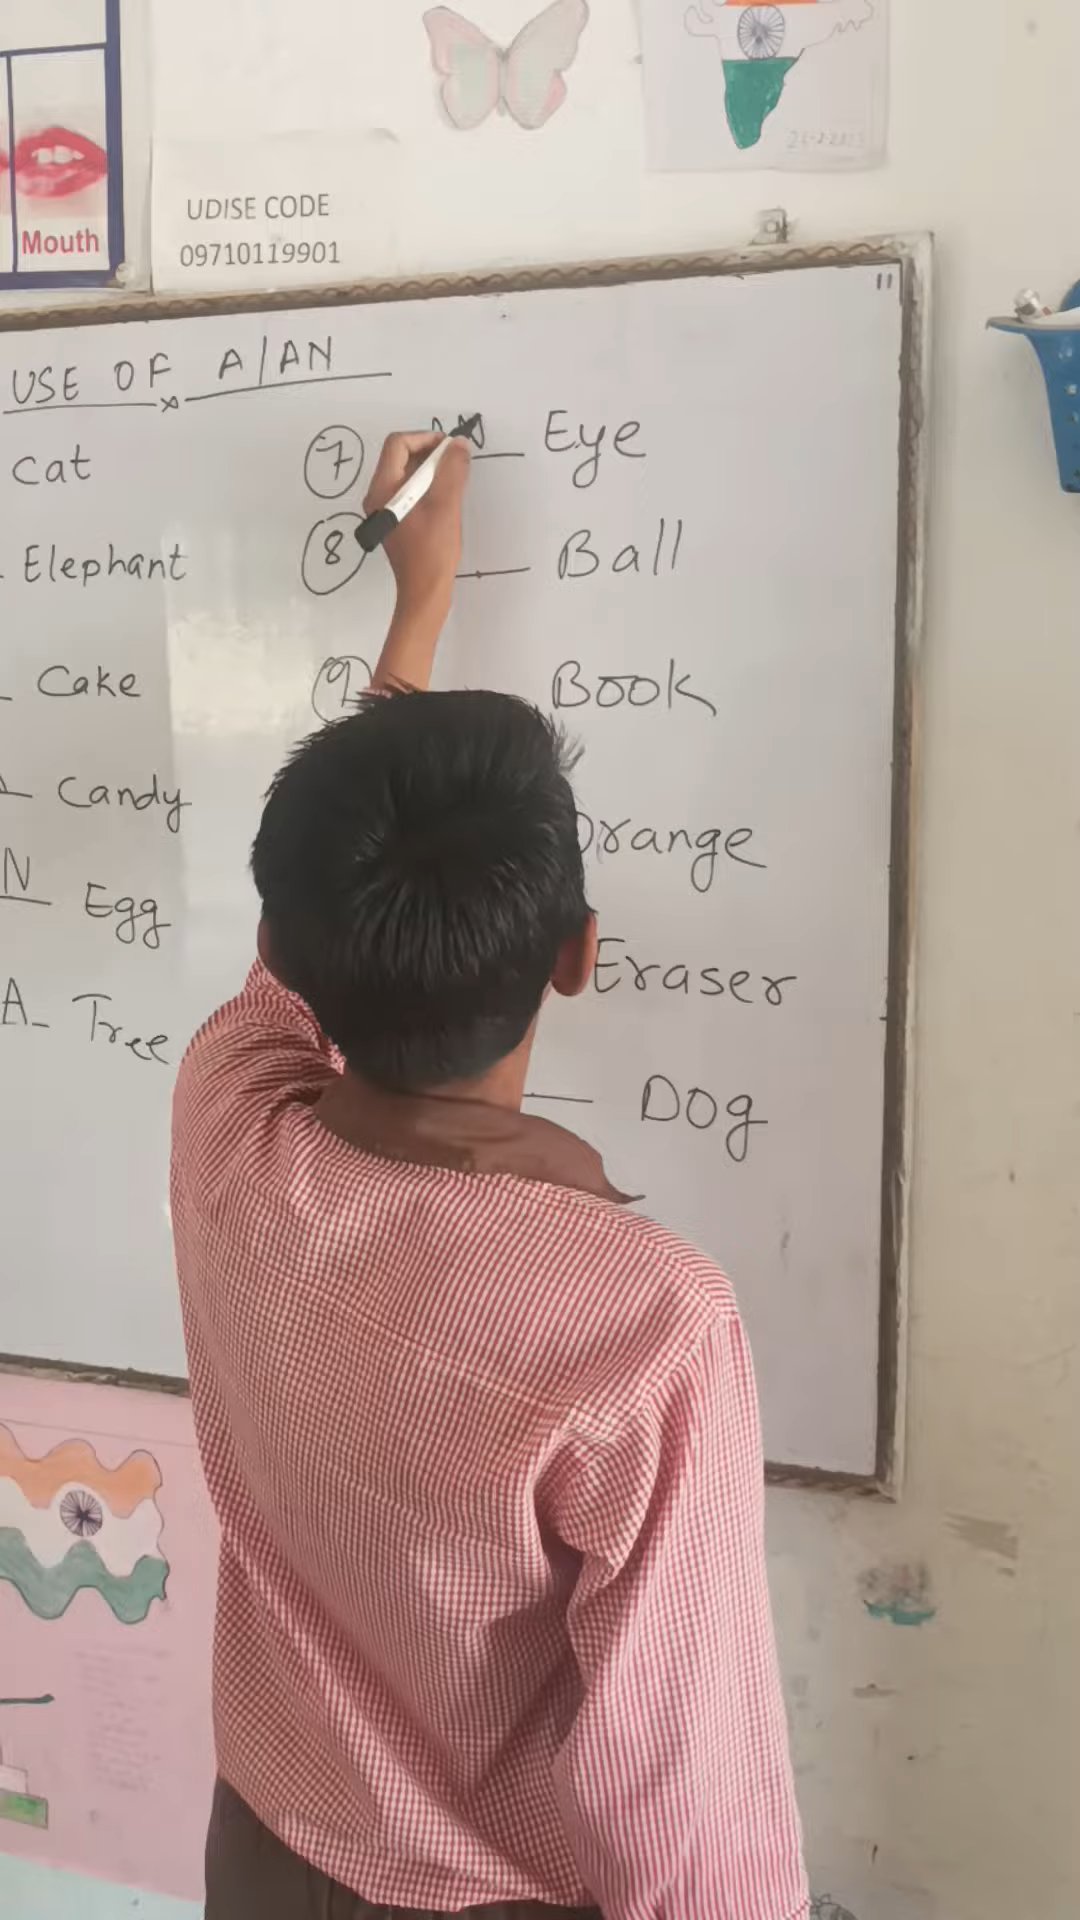 Mouth
UDISE CODE
09710119901
USE OF A/AN
Cat
Elephant
Cake
Candy
N Egg
A Tree
7 AN Eye
8 Ball
9 Book
Orange
Eraser
Dog